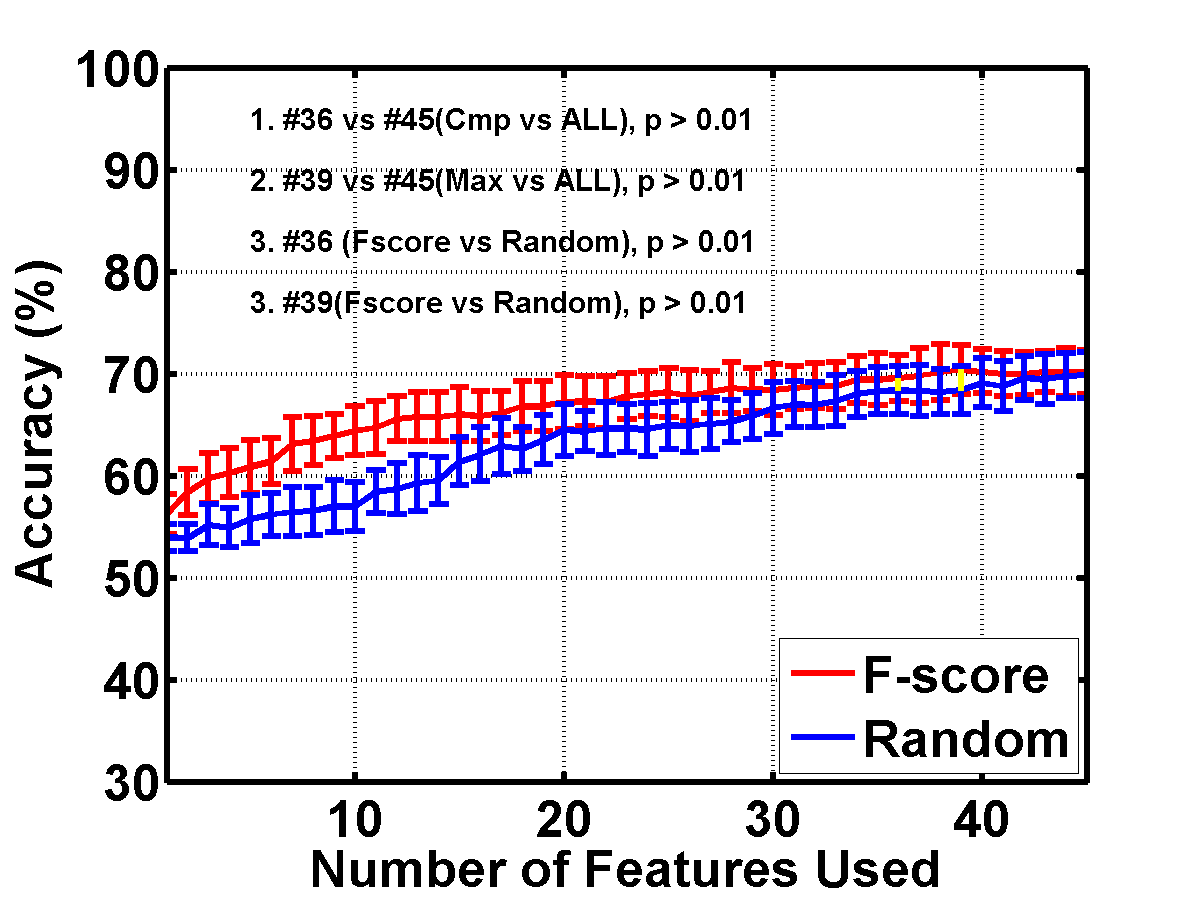 100
1. #36 vs #45(Cmp vs ALL), p > 0.01
90
2. #39 vs #45(Max vs ALL), p > 0.01
3. #36 (Fscore vs Random), p > 0.01
80
3. #39(Fscore vs Random), p > 0.01
70
60
50
40
30
Accuracy (%)
F-score
Random
10 20 30 40
Number of Features Used